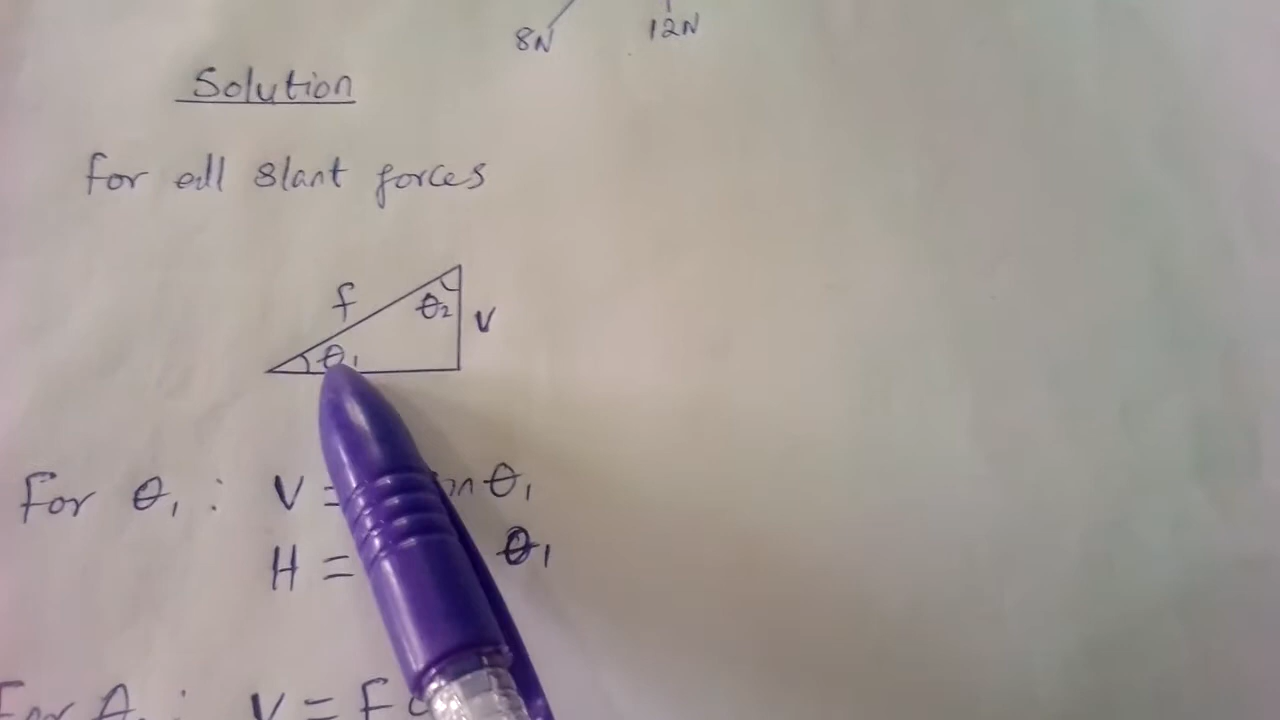 8N 12N
Solution
For all slant forces
f θ₂ V
θ₁
For θ₁ : V = θ₁
H = θ₁
V = F